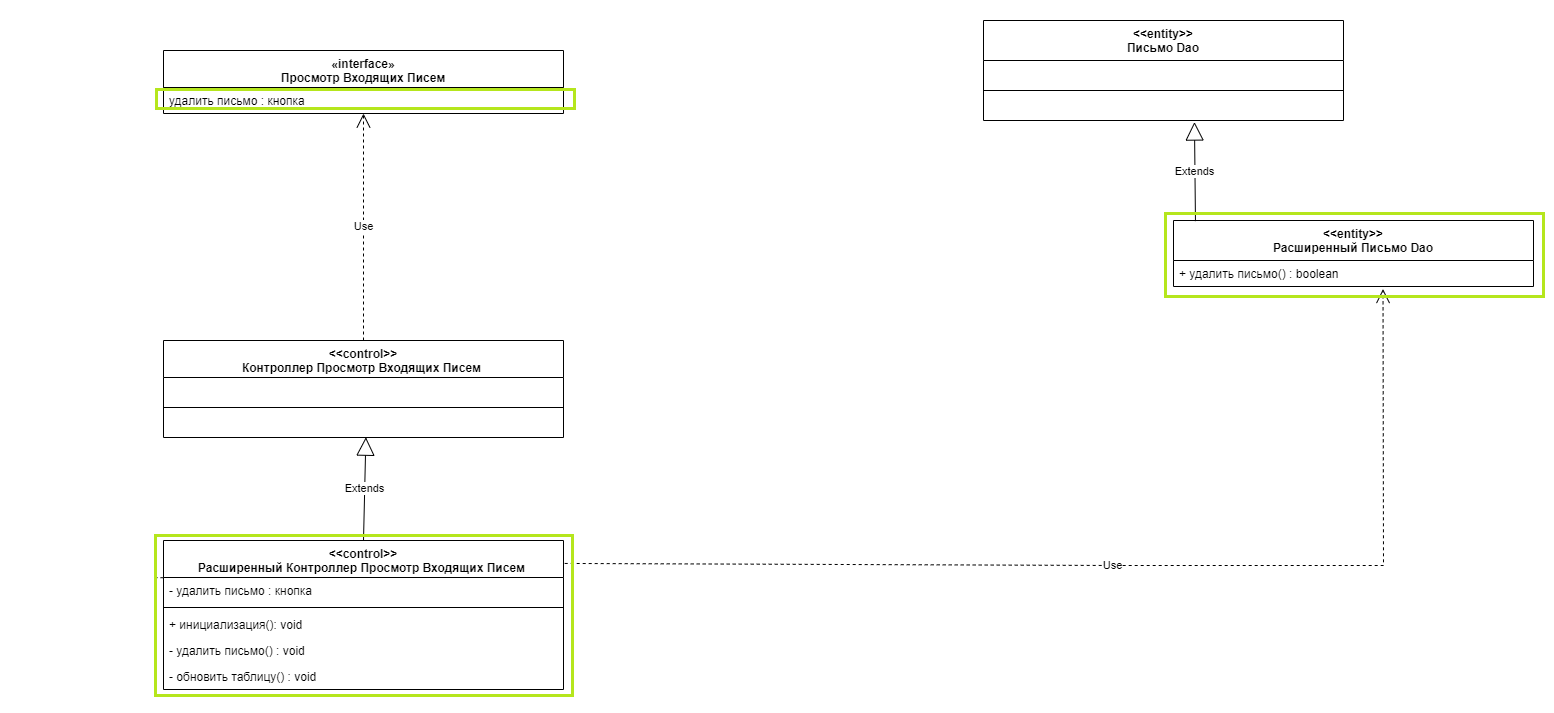 «interface»
Просмотр Входящих Писем
удалить письмо : кнопка
<<entity>>
Письмо Dao
Extends
<<entity>>
Расширенный Письмо Dao
+ удалить письмо() : boolean
Use
<<control>>
Контроллер Просмотр Входящих Писем
Extends
<<control>>
Расширенный Контроллер Просмотр Входящих Писем
- удалить письмо : кнопка
+ инициализация(): void
- удалить письмо() : void
- обновить таблицу() : void
Use